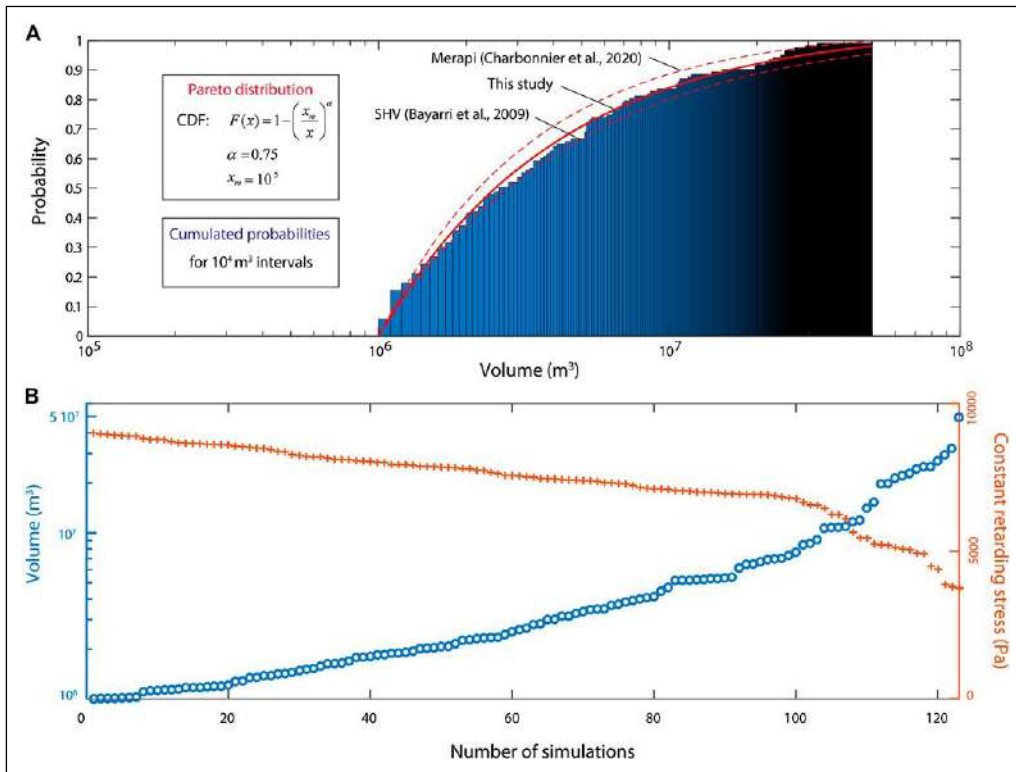 A
Probability
1
0.9
0.8
0.7
0.6
0.5
0.4
0.3
0.2
0.1
0
Pareto distribution
CDF: F(x)=1-(x_m/x)^α
α=0.75
x_m=10^5
Cumulated probabilities
for 10^4 m^3 intervals
Merapi (Charbonnier et al., 2020)
This study
SHV (Bayarri et al., 2009)
10^5 10^6 10^7 10^8
Volume (m^3)
B
Volume (m^3)
5 10^7
10^7
10^6
10000
5000
0
Constant retarding stress (Pa)
0 20 40 60 80 100 120
Number of simulations